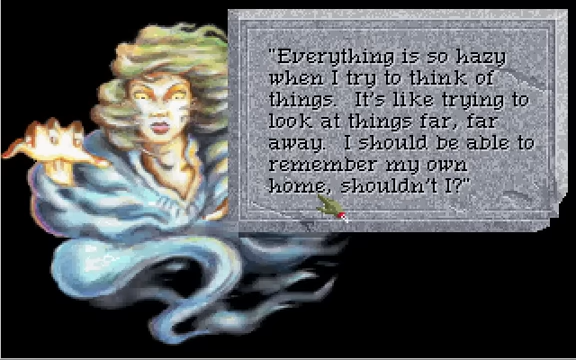 "Everything is so hazy
when I try to think of
things.  It's like trying to
look at things far, far
away.  I should be able to
remember my own
home, shouldn't I?"